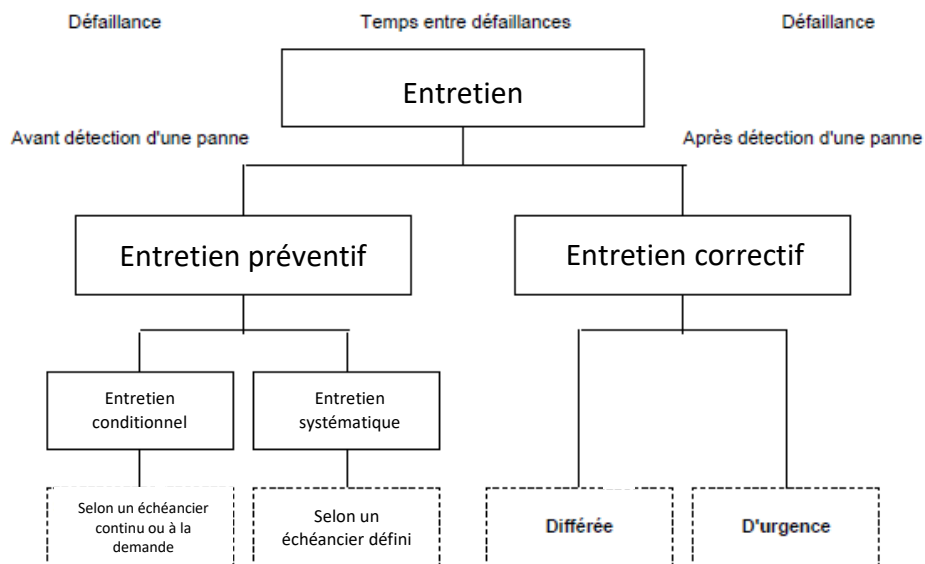 Défaillance
Temps entre défaillances
Défaillance
Entretien
Avant détection d'une panne
Après détection d'une panne
Entretien préventif
Entretien correctif
Entretien
conditionnel
Entretien
systématique
Selon un échéancier
continu ou à la
demande
Selon un
échéancier défini
Différée
D'urgence